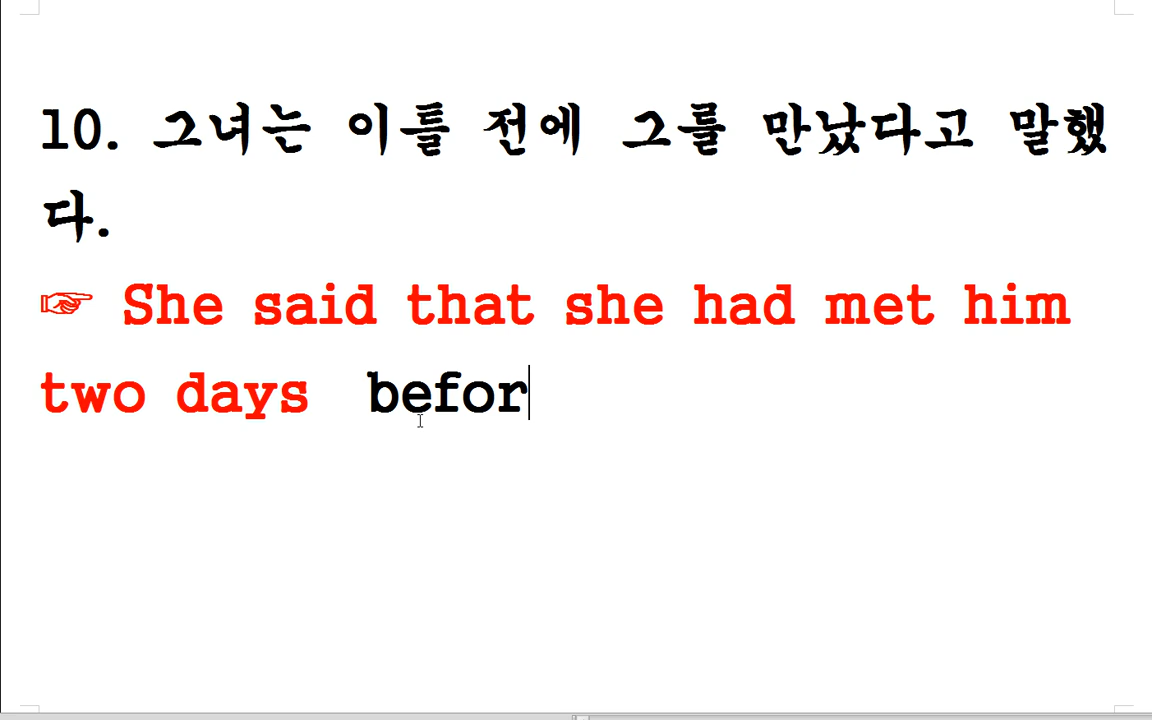 10. 그녀는 이틀 전에 그를 만났다고 말했
다.
☞ She said that she had met him
two days befor